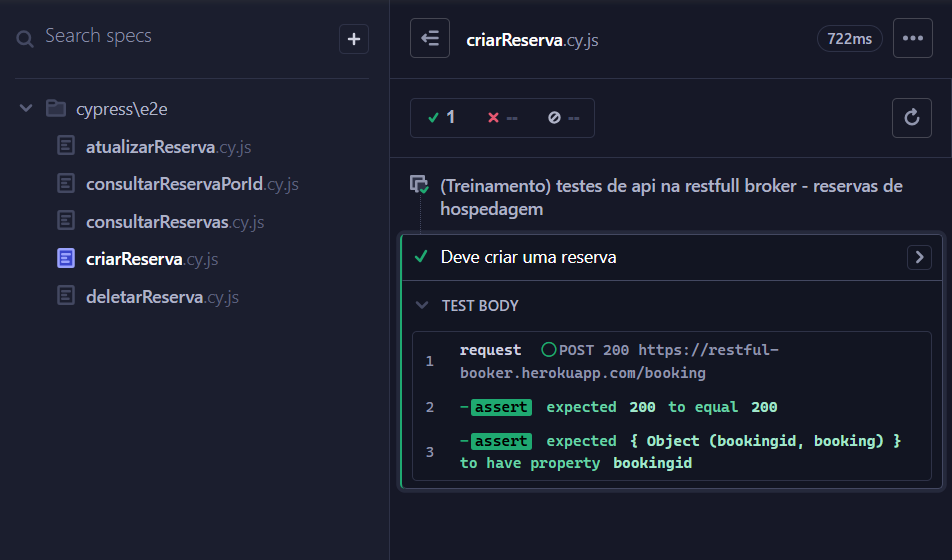 Search specs
+
cypress\e2e
atualizarReserva.cy.js
consultarReservaPorId.cy.js
consultarReservas.cy.js
criarReserva.cy.js
deletarReserva.cy.js
criarReserva.cy.js
722ms
1
--
--
(Treinamento) testes de api na restfull broker - reservas de
hospedagem
Deve criar uma reserva
TEST BODY
1 request POST 200 https://restful-
booker.herokuapp.com/booking
2 -assert expected 200 to equal 200
3 -assert expected { Object (bookingid, booking) }
to have property bookingid